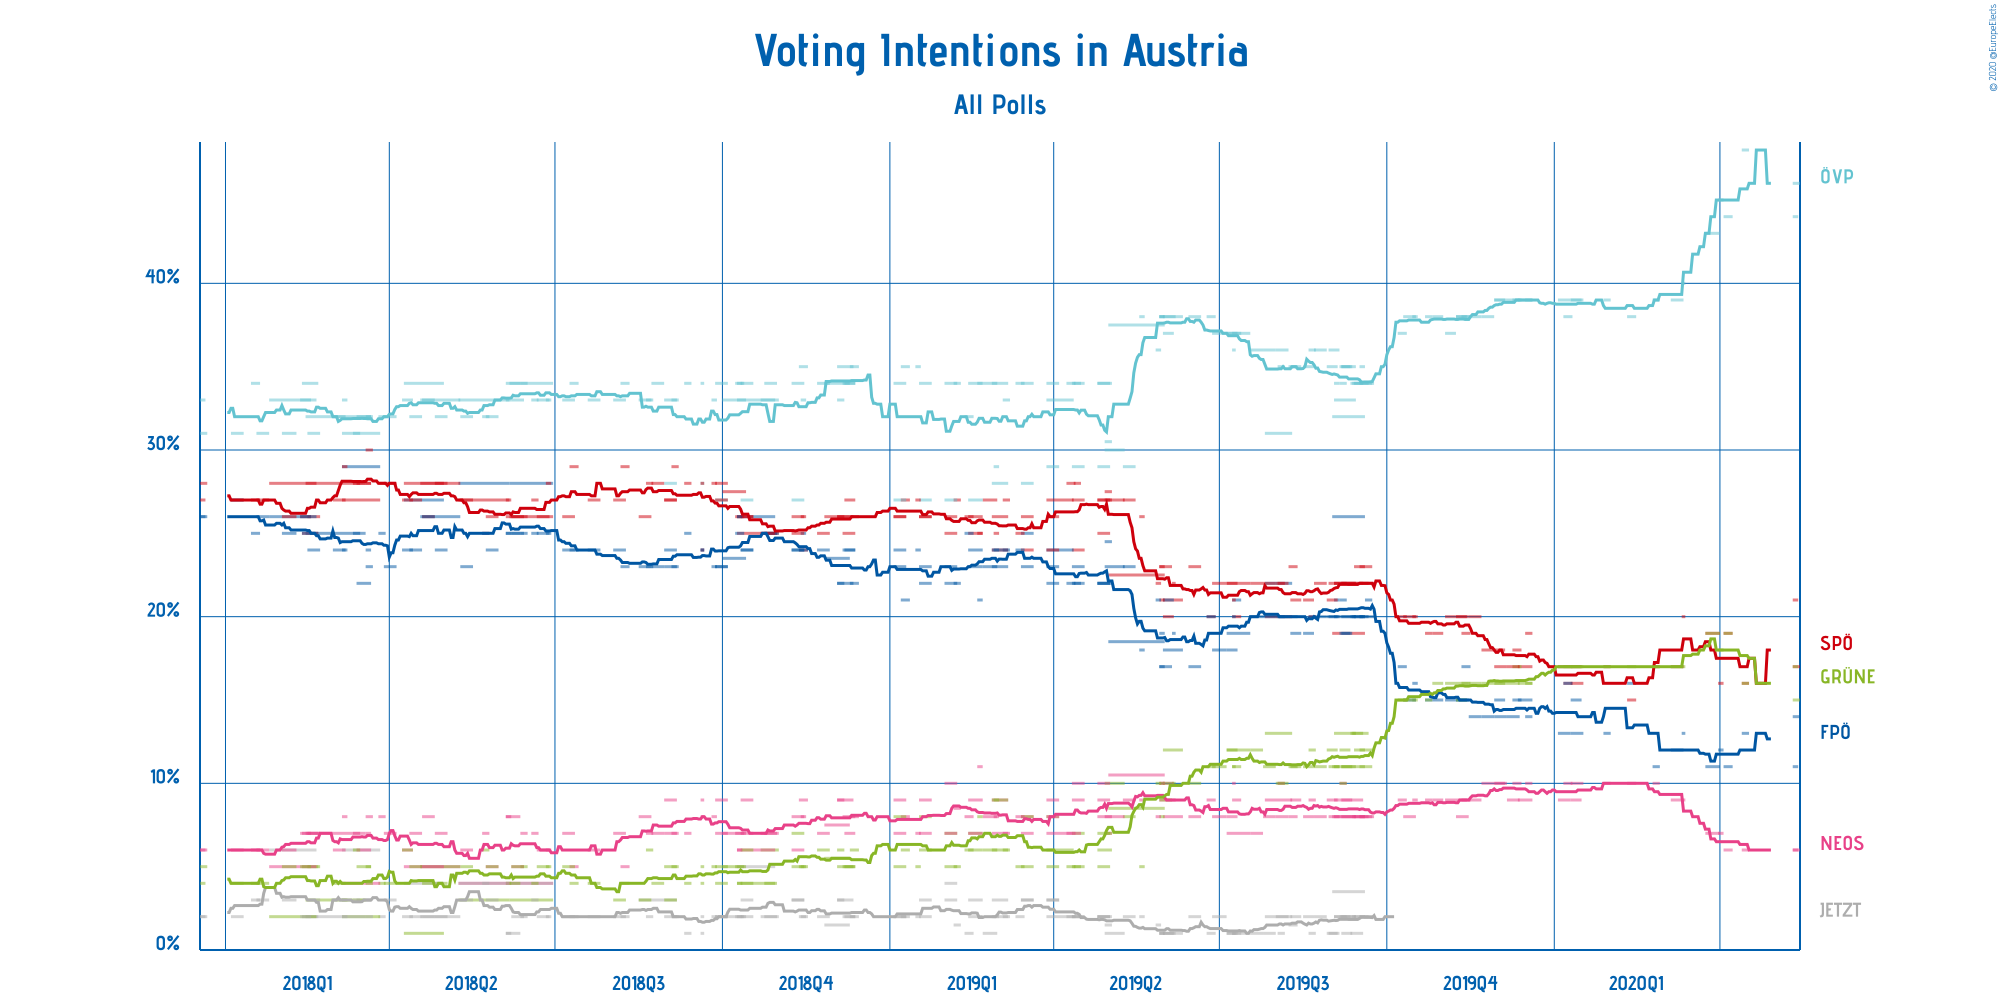 © 2020 @EuropeElects
Voting Intentions in Austria
All Polls
ÖVP
40%
30%
20%
SPÖ
GRÜNE
FPÖ
10%
NEOS
JETZT
0%
2018Q1 2018Q2 2018Q3 2018Q4 2019Q1 2019Q2 2019Q3 2019Q4 2020Q1